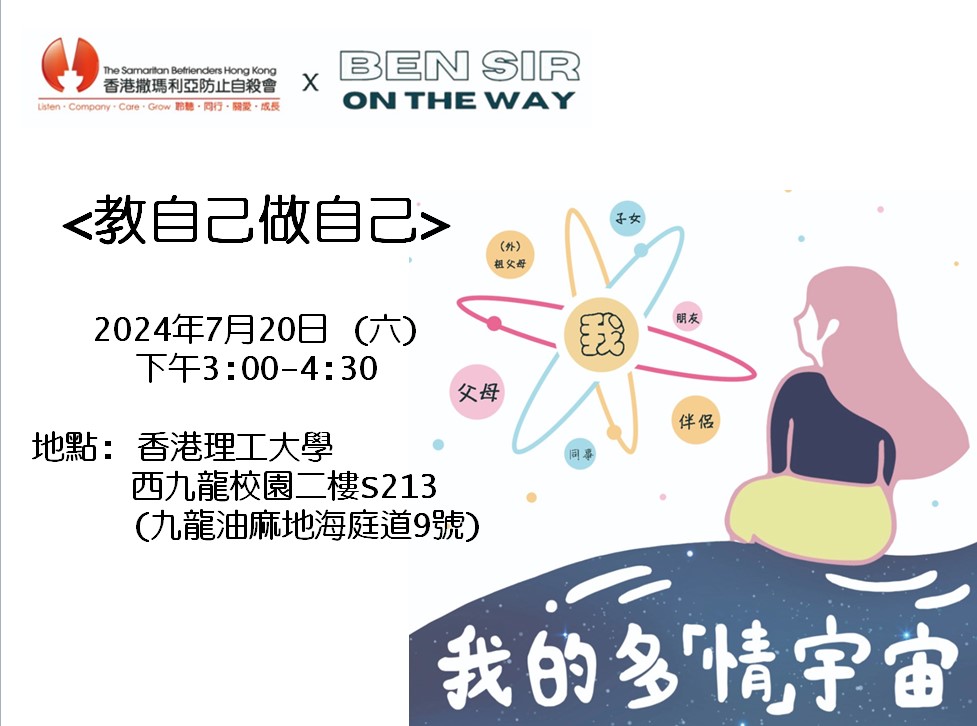 The Samaritan Befrienders Hong Kong
香港撒瑪利亞防止自殺會
Listen · Company · Care · Grow 聆聽 · 同行 · 關愛 · 成長
X
BEN SIR
ON THE WAY
<教自己做自己>
2024年7月20日 (六)
下午3:00-4:30
地點: 香港理工大學
西九龍校園二樓S213
(九龍油麻地海庭道9號)
子女
(外)
祖父母
朋友
我
父母
伴侶
同事
我的多「情」宇宙